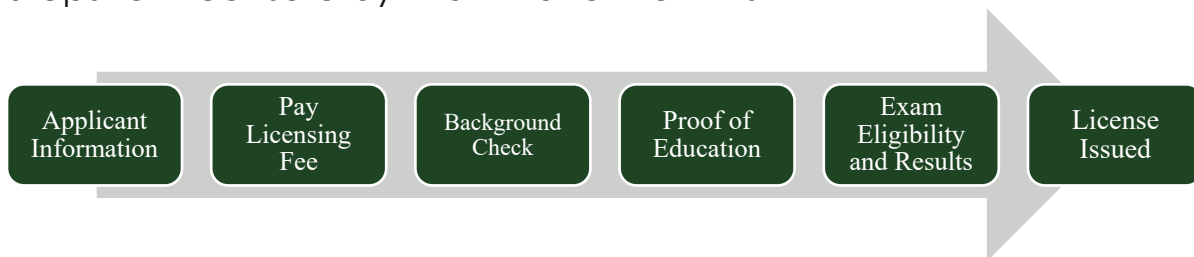 Applicant
Information
Pay
Licensing
Fee
Background
Check
Proof of
Education
Exam
Eligibility
and Results
License
Issued